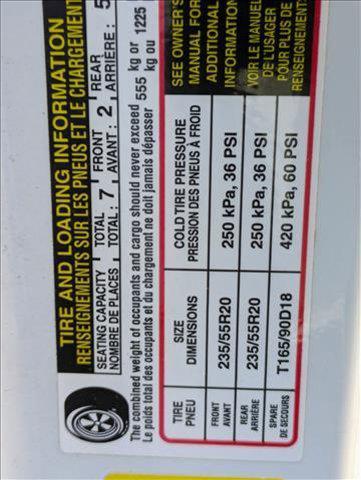 TIRE AND LOADING INFORMATION
RENSEIGNEMENTS SUR LES PNEUS ET LE CHARGEMENT
SEATING CAPACITY TOTAL FRONT REAR
NOMBRE DE PLACES TOTAL : 7 AVANT : 2 ARRIÈRE : 5
The combined weight of occupants and cargo should never exceed 555 kg or 1225
Le poids total des occupants et du chargement ne doit jamais dépasser kg ou
TIRE SIZE COLD TIRE PRESSURE
PNEU DIMENSIONS PRESSION DES PNEUS À FROID
FRONT
AVANT 235/55R20 250 kPa, 36 PSI
REAR
ARRIÈRE 235/55R20 250 kPa, 36 PSI
SPARE
DE SECOURS T165/90D18 420 kPa, 60 PSI
SEE OWNER'S
MANUAL FOR
ADDITIONAL
INFORMATION
VOIR LE MANUEL
DE L'USAGER
POUR PLUS DE
RENSEIGNEMENTS